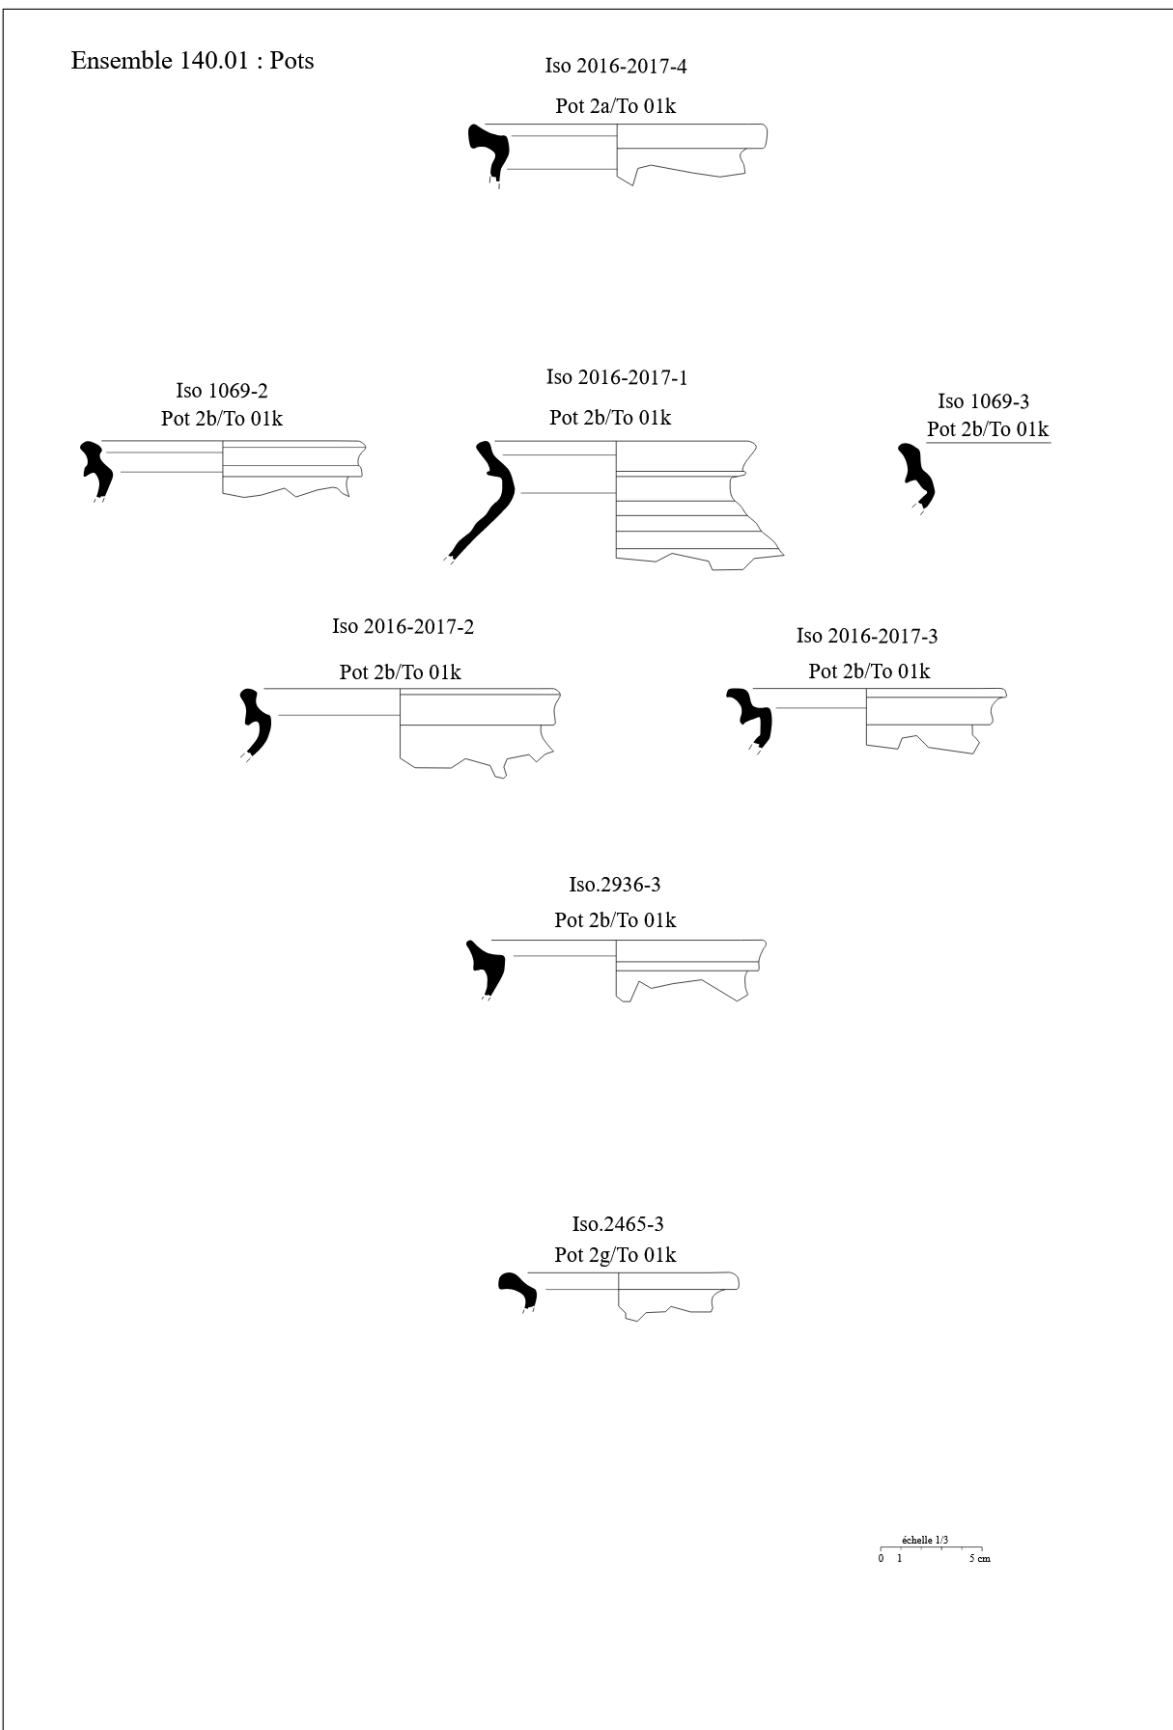 Ensemble 140.01 : Pots
Iso 2016-2017-4
Pot 2a/To 01k
Iso 1069-2
Pot 2b/To 01k
Iso 2016-2017-1
Pot 2b/To 01k
Iso 1069-3
Pot 2b/To 01k
Iso 2016-2017-2
Pot 2b/To 01k
Iso 2016-2017-3
Pot 2b/To 01k
Iso.2936-3
Pot 2b/To 01k
Iso.2465-3
Pot 2g/To 01k
échelle 1/3
0 1 5 cm